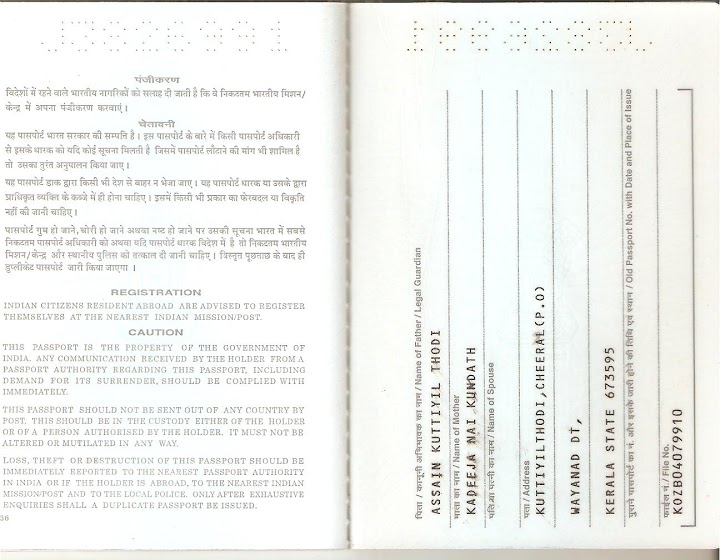 पंजीकरण
विदेशों में रहने वाले भारतीय नागरिकों को सलाह दी जाती है कि वे निकटतम भारतीय मिशन/
केन्द्र में अपना पंजीकरण करवाएं ।
चेतावनी
यह पासपोर्ट भारत सरकार की सम्पत्ति है । इस पासपोर्ट के बारे में किसी पासपोर्ट अधिकारी
से इसके धारक को यदि कोई सूचना मिलती है जिसमें पासपोर्ट लौटाने की मांग भी शामिल है
तो उसका तुरंत अनुपालन किया जाए ।
यह पासपोर्ट डाक द्वारा किसी भी देश से बाहर न भेजा जाए । यह पासपोर्ट धारक या उसके द्वारा
प्राधिकृत व्यक्ति के कब्जे में ही होना चाहिए । इसमें किसी भी प्रकार का फेरबदल या विकृति
नहीं की जानी चाहिए ।
पासपोर्ट गुम हो जाने, चोरी हो जाने अथवा नष्ट हो जाने पर उसकी सूचना भारत में सबसे
निकटतम पासपोर्ट अधिकारी को अथवा यदि पासपोर्ट धारक विदेश में है तो निकटतम भारतीय
मिशन/केन्द्र और स्थानीय पुलिस को तत्काल दी जानी चाहिए । विस्तृत पूछताछ के बाद ही
डुप्लीकेट पासपोर्ट जारी किया जाएगा ।
REGISTRATION
INDIAN CITIZENS RESIDENT ABROAD ARE ADVISED TO REGISTER
THEMSELVES AT THE NEAREST INDIAN MISSION/POST.
CAUTION
THIS PASSPORT IS THE PROPERTY OF THE GOVERNMENT OF
INDIA. ANY COMMUNICATION RECEIVED BY THE HOLDER FROM A
PASSPORT AUTHORITY REGARDING THIS PASSPORT, INCLUDING
DEMAND FOR ITS SURRENDER, SHOULD BE COMPLIED WITH
IMMEDIATELY.
THIS PASSPORT SHOULD NOT BE SENT OUT OF ANY COUNTRY BY
POST. THIS SHOULD BE IN THE CUSTODY EITHER OF THE HOLDER
OR OF A PERSON AUTHORISED BY THE HOLDER. IT MUST NOT BE
ALTERED OR MUTILATED IN ANY WAY.
LOSS, THEFT OR DESTRUCTION OF THIS PASSPORT SHOULD BE
IMMEDIATELY REPORTED TO THE NEAREST PASSPORT AUTHORITY
IN INDIA OR IF THE HOLDER IS ABROAD, TO THE NEAREST INDIAN
MISSION/POST AND TO THE LOCAL POLICE. ONLY AFTER EXHAUSTIVE
ENQUIRIES SHALL A DUPLICATE PASSPORT BE ISSUED.
36
पिता / कानूनी अभिभावक का नाम / Name of Father / Legal Guardian
ASSAIN KUTTIYIL THODI
माता का नाम / Name of Mother
KADEEJA NAI KUNDATH
पति या पत्नी का नाम / Name of Spouse
पता / Address
KUTTIYILTHODI,CHEERAL(P.O)
WAYANAD DT,
KERALA STATE 673595
पुराने पासपोर्ट का नं. और इसके जारी होने की तिथि एवं स्थान / Old Passport No. with Date and Place of Issue
फाईल नं. / File No.
KOZB04079910